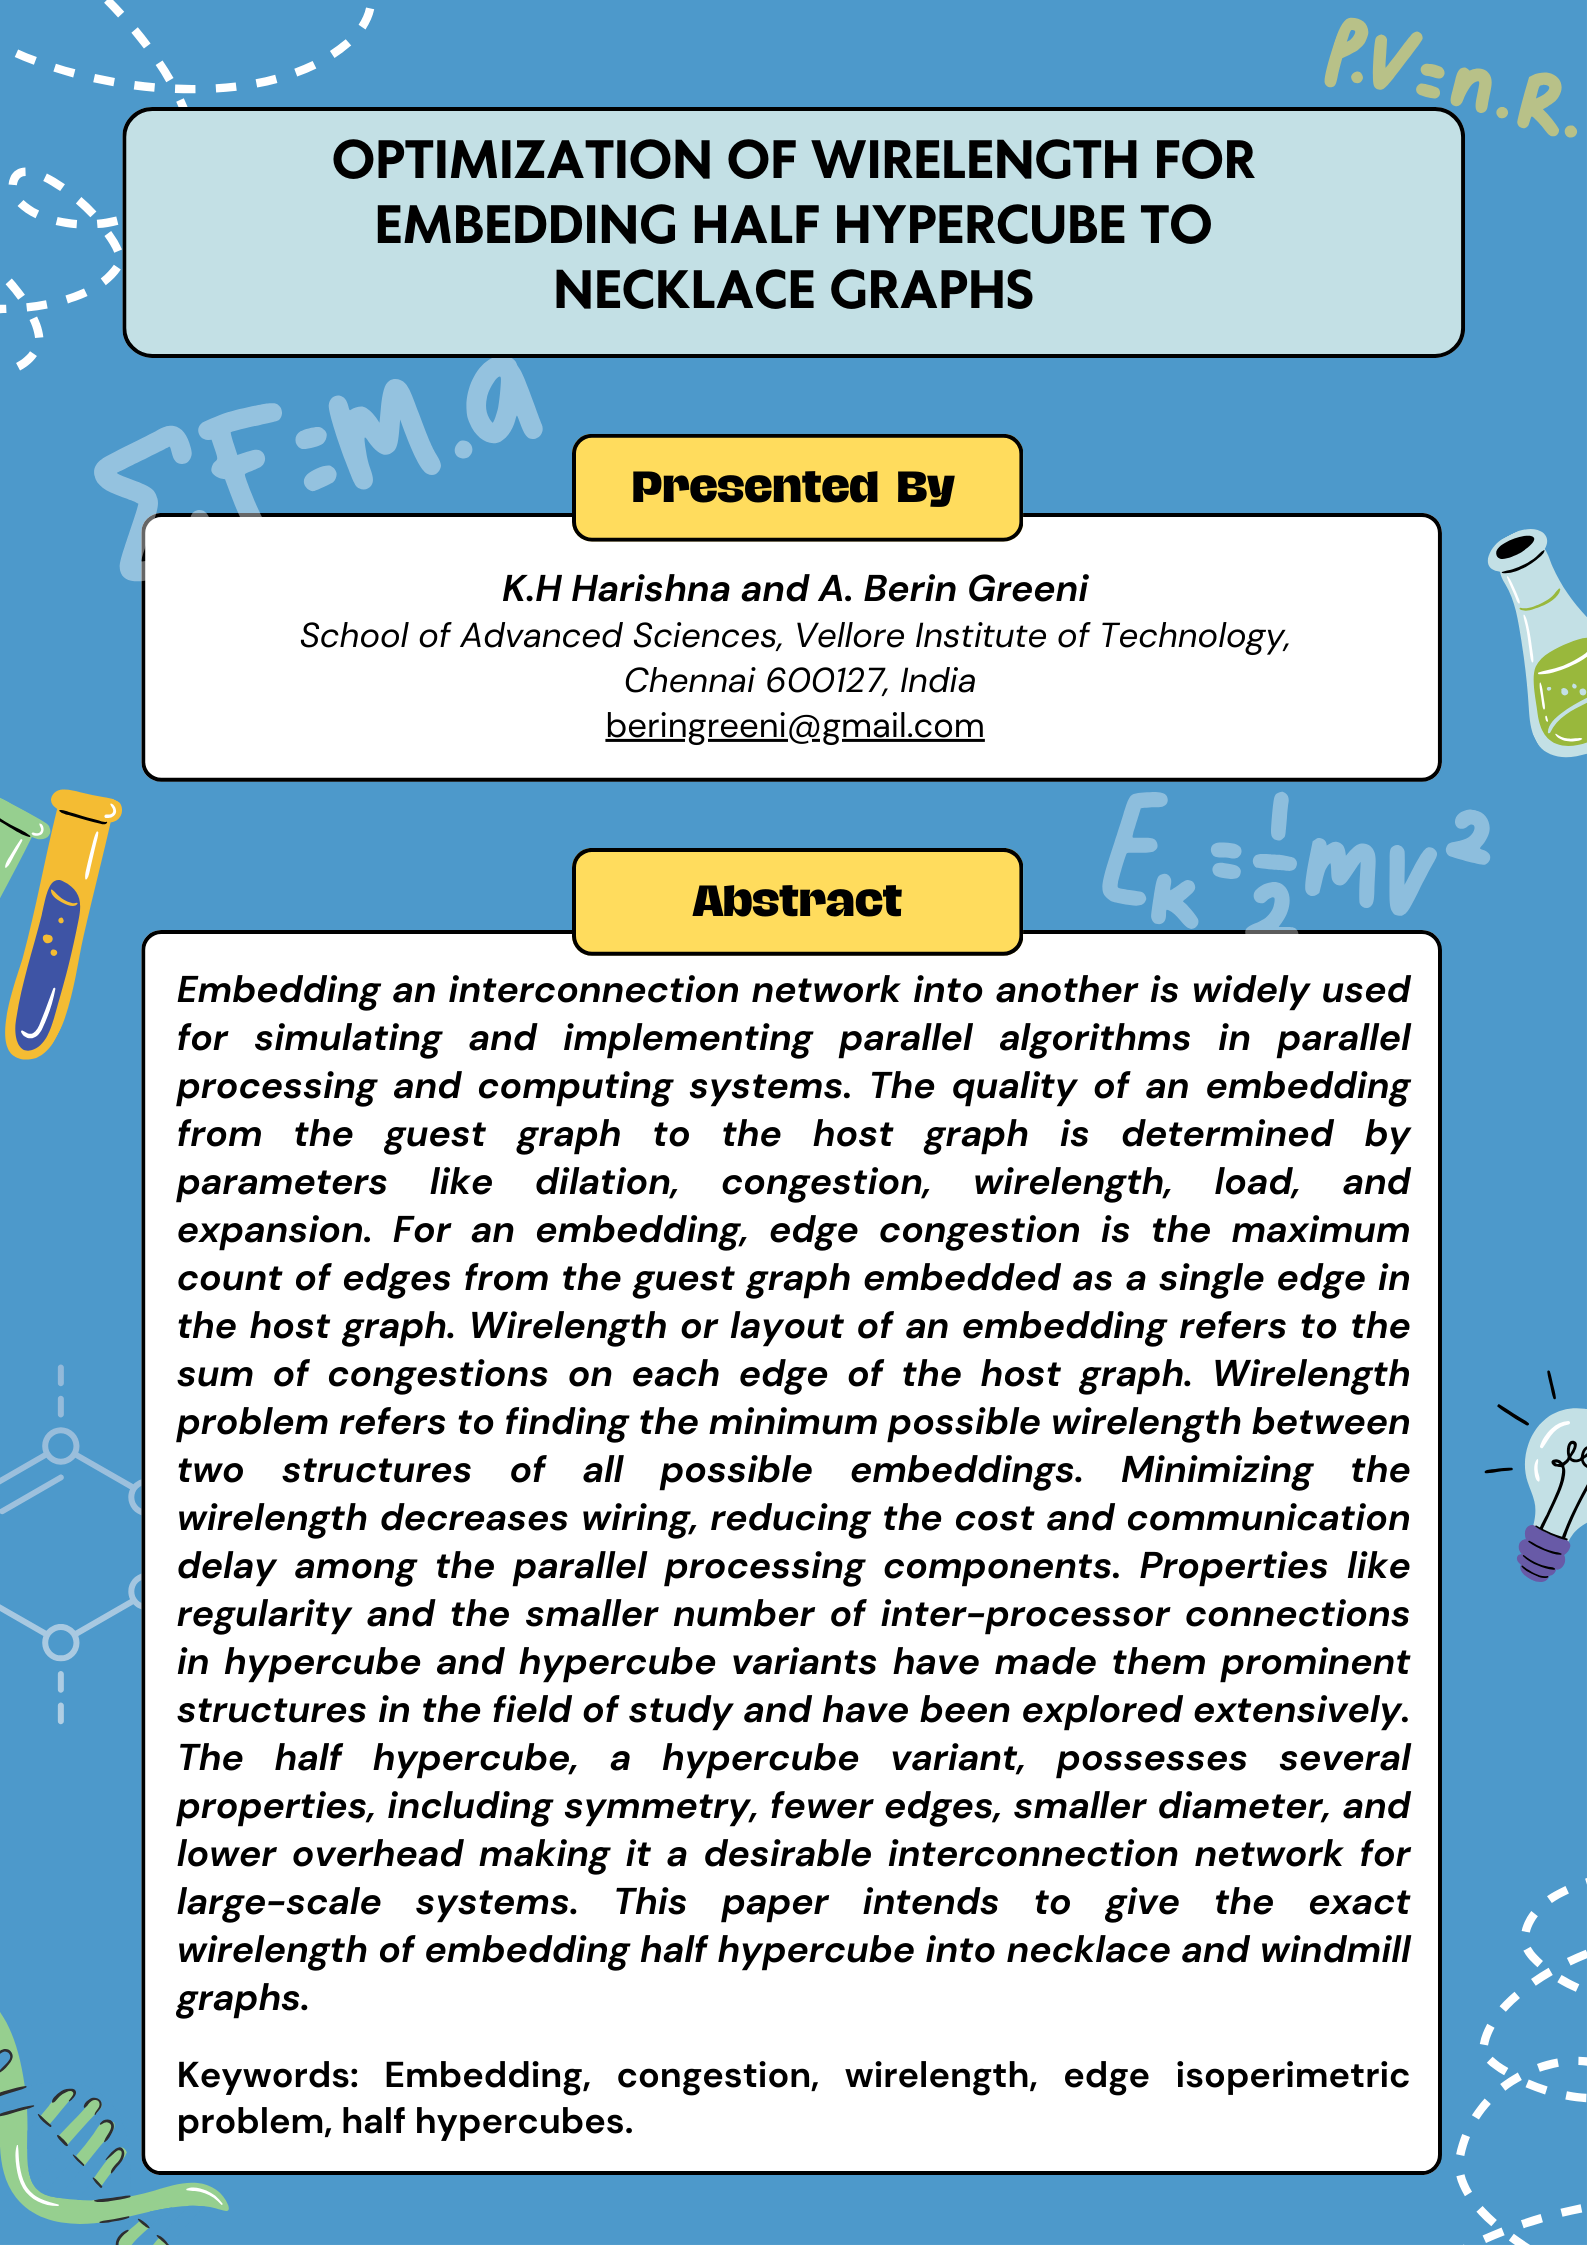 P.V=n.R.
OPTIMIZATION OF WIRELENGTH FOR
EMBEDDING HALF HYPERCUBE TO
NECKLACE GRAPHS
Σ.F=M.a
Presented By
K.H Harishna and A. Berin Greeni
School of Advanced Sciences, Vellore Institute of Technology,
Chennai 600127, India
beringreeni@gmail.com
EK=1/2mv²
Abstract
Embedding an interconnection network into another is widely used
for simulating and implementing parallel algorithms in parallel
processing and computing systems. The quality of an embedding
from the guest graph to the host graph is determined by
parameters like dilation, congestion, wirelength, load, and
expansion. For an embedding, edge congestion is the maximum
count of edges from the guest graph embedded as a single edge in
the host graph. Wirelength or layout of an embedding refers to the
sum of congestions on each edge of the host graph. Wirelength
problem refers to finding the minimum possible wirelength between
two structures of all possible embeddings. Minimizing the
wirelength decreases wiring, reducing the cost and communication
delay among the parallel processing components. Properties like
regularity and the smaller number of inter-processor connections
in hypercube and hypercube variants have made them prominent
structures in the field of study and have been explored extensively.
The half hypercube, a hypercube variant, possesses several
properties, including symmetry, fewer edges, smaller diameter, and
lower overhead making it a desirable interconnection network for
large-scale systems. This paper intends to give the exact
wirelength of embedding half hypercube into necklace and windmill
graphs.
Keywords: Embedding, congestion, wirelength, edge isoperimetric
problem, half hypercubes.